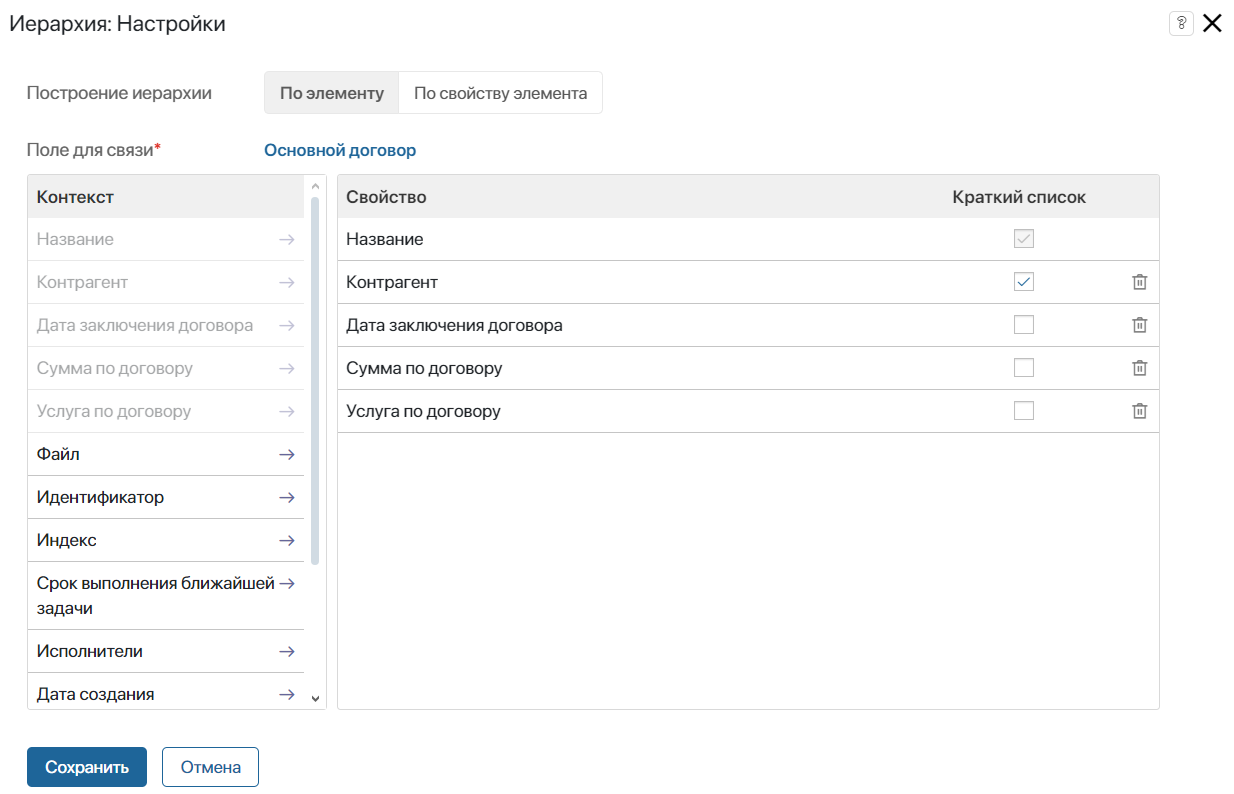 Иерархия: Настройки
?
Построение иерархии По элементу По свойству элемента
Поле для связи* Основной договор
Контекст Свойство Краткий список
Название Название
Контрагент Контрагент
Дата заключения договора Дата заключения договора
Сумма по договору Сумма по договору
Услуга по договору Услуга по договору
Файл
Идентификатор
Индекс
Срок выполнения ближайшей
задачи
Исполнители
Дата создания
Сохранить Отмена